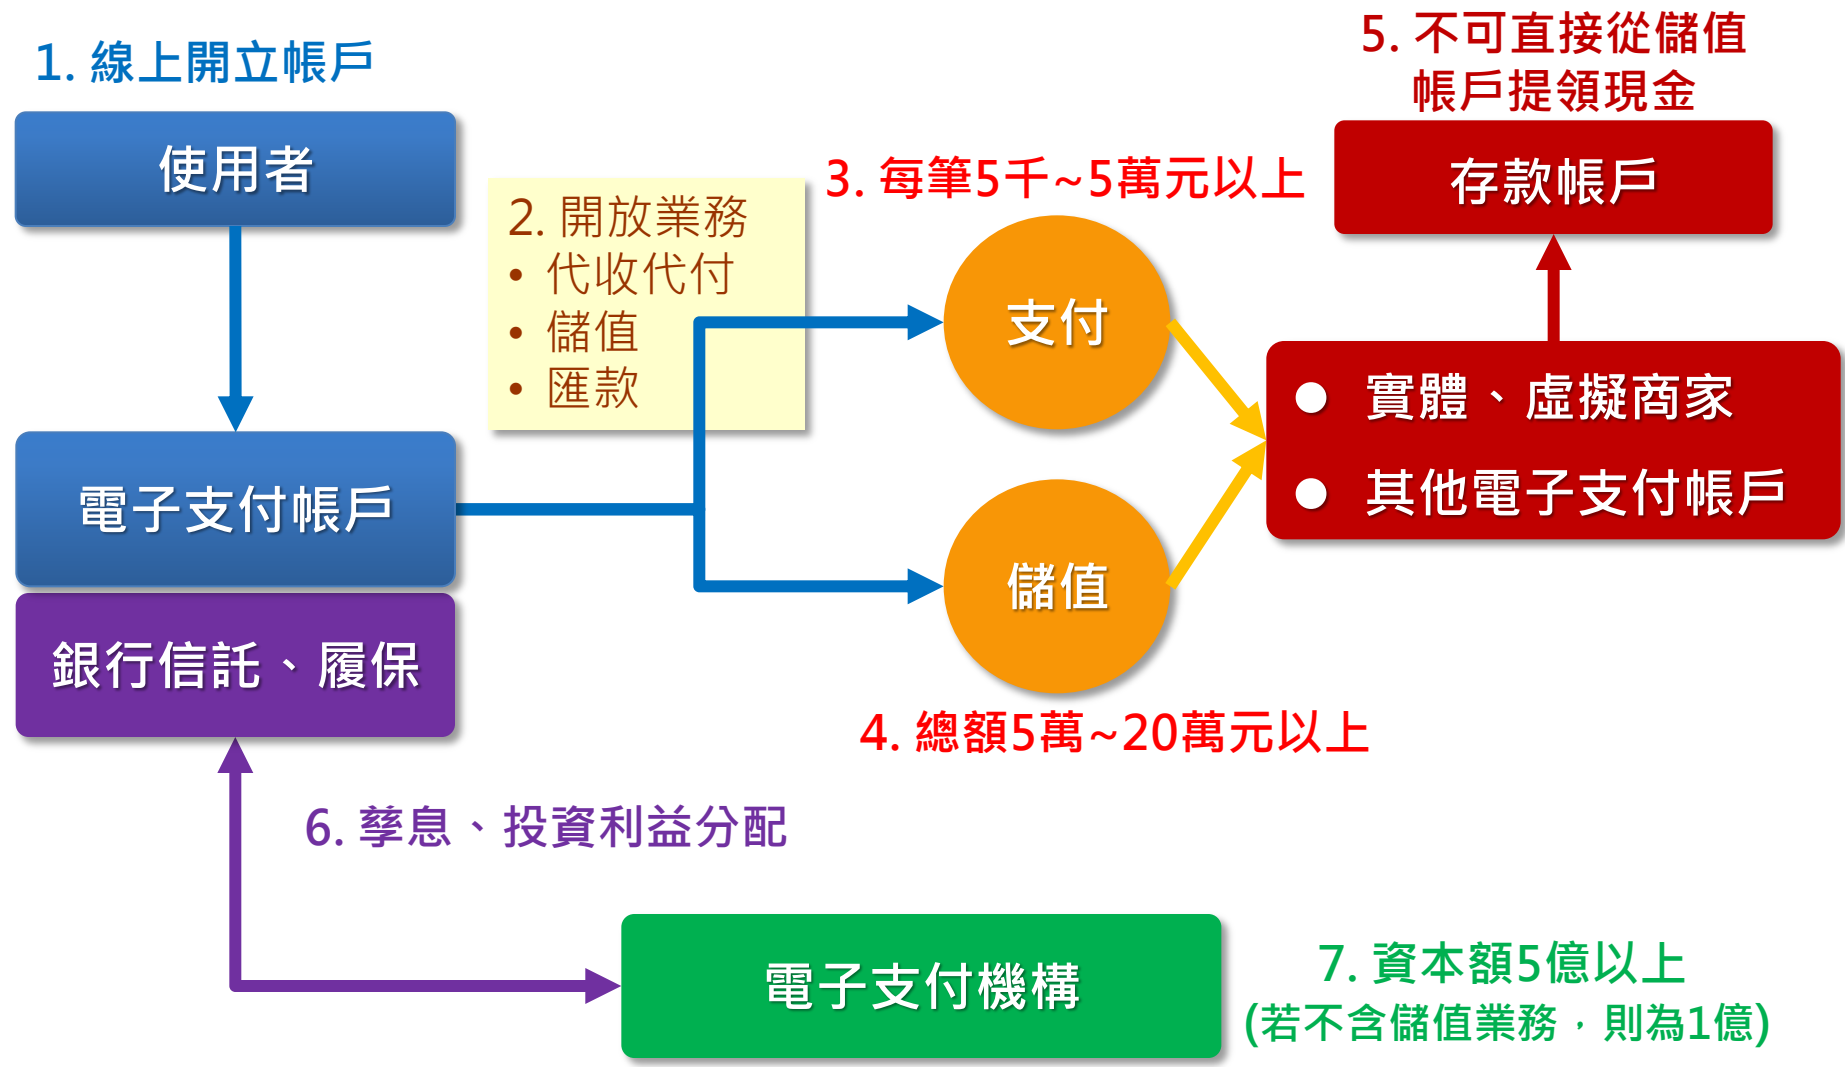 1. 線上開立帳戶
使用者
2. 開放業務
• 代收代付
• 儲值
• 匯款
3. 每筆5千~5萬元以上
5. 不可直接從儲值
帳戶提領現金
存款帳戶
支付
● 實體、虛擬商家
● 其他電子支付帳戶
電子支付帳戶
儲值
銀行信託、履保
4. 總額5萬~20萬元以上
6. 孳息、投資利益分配
電子支付機構
7. 資本額5億以上
(若不含儲值業務，則為1億)